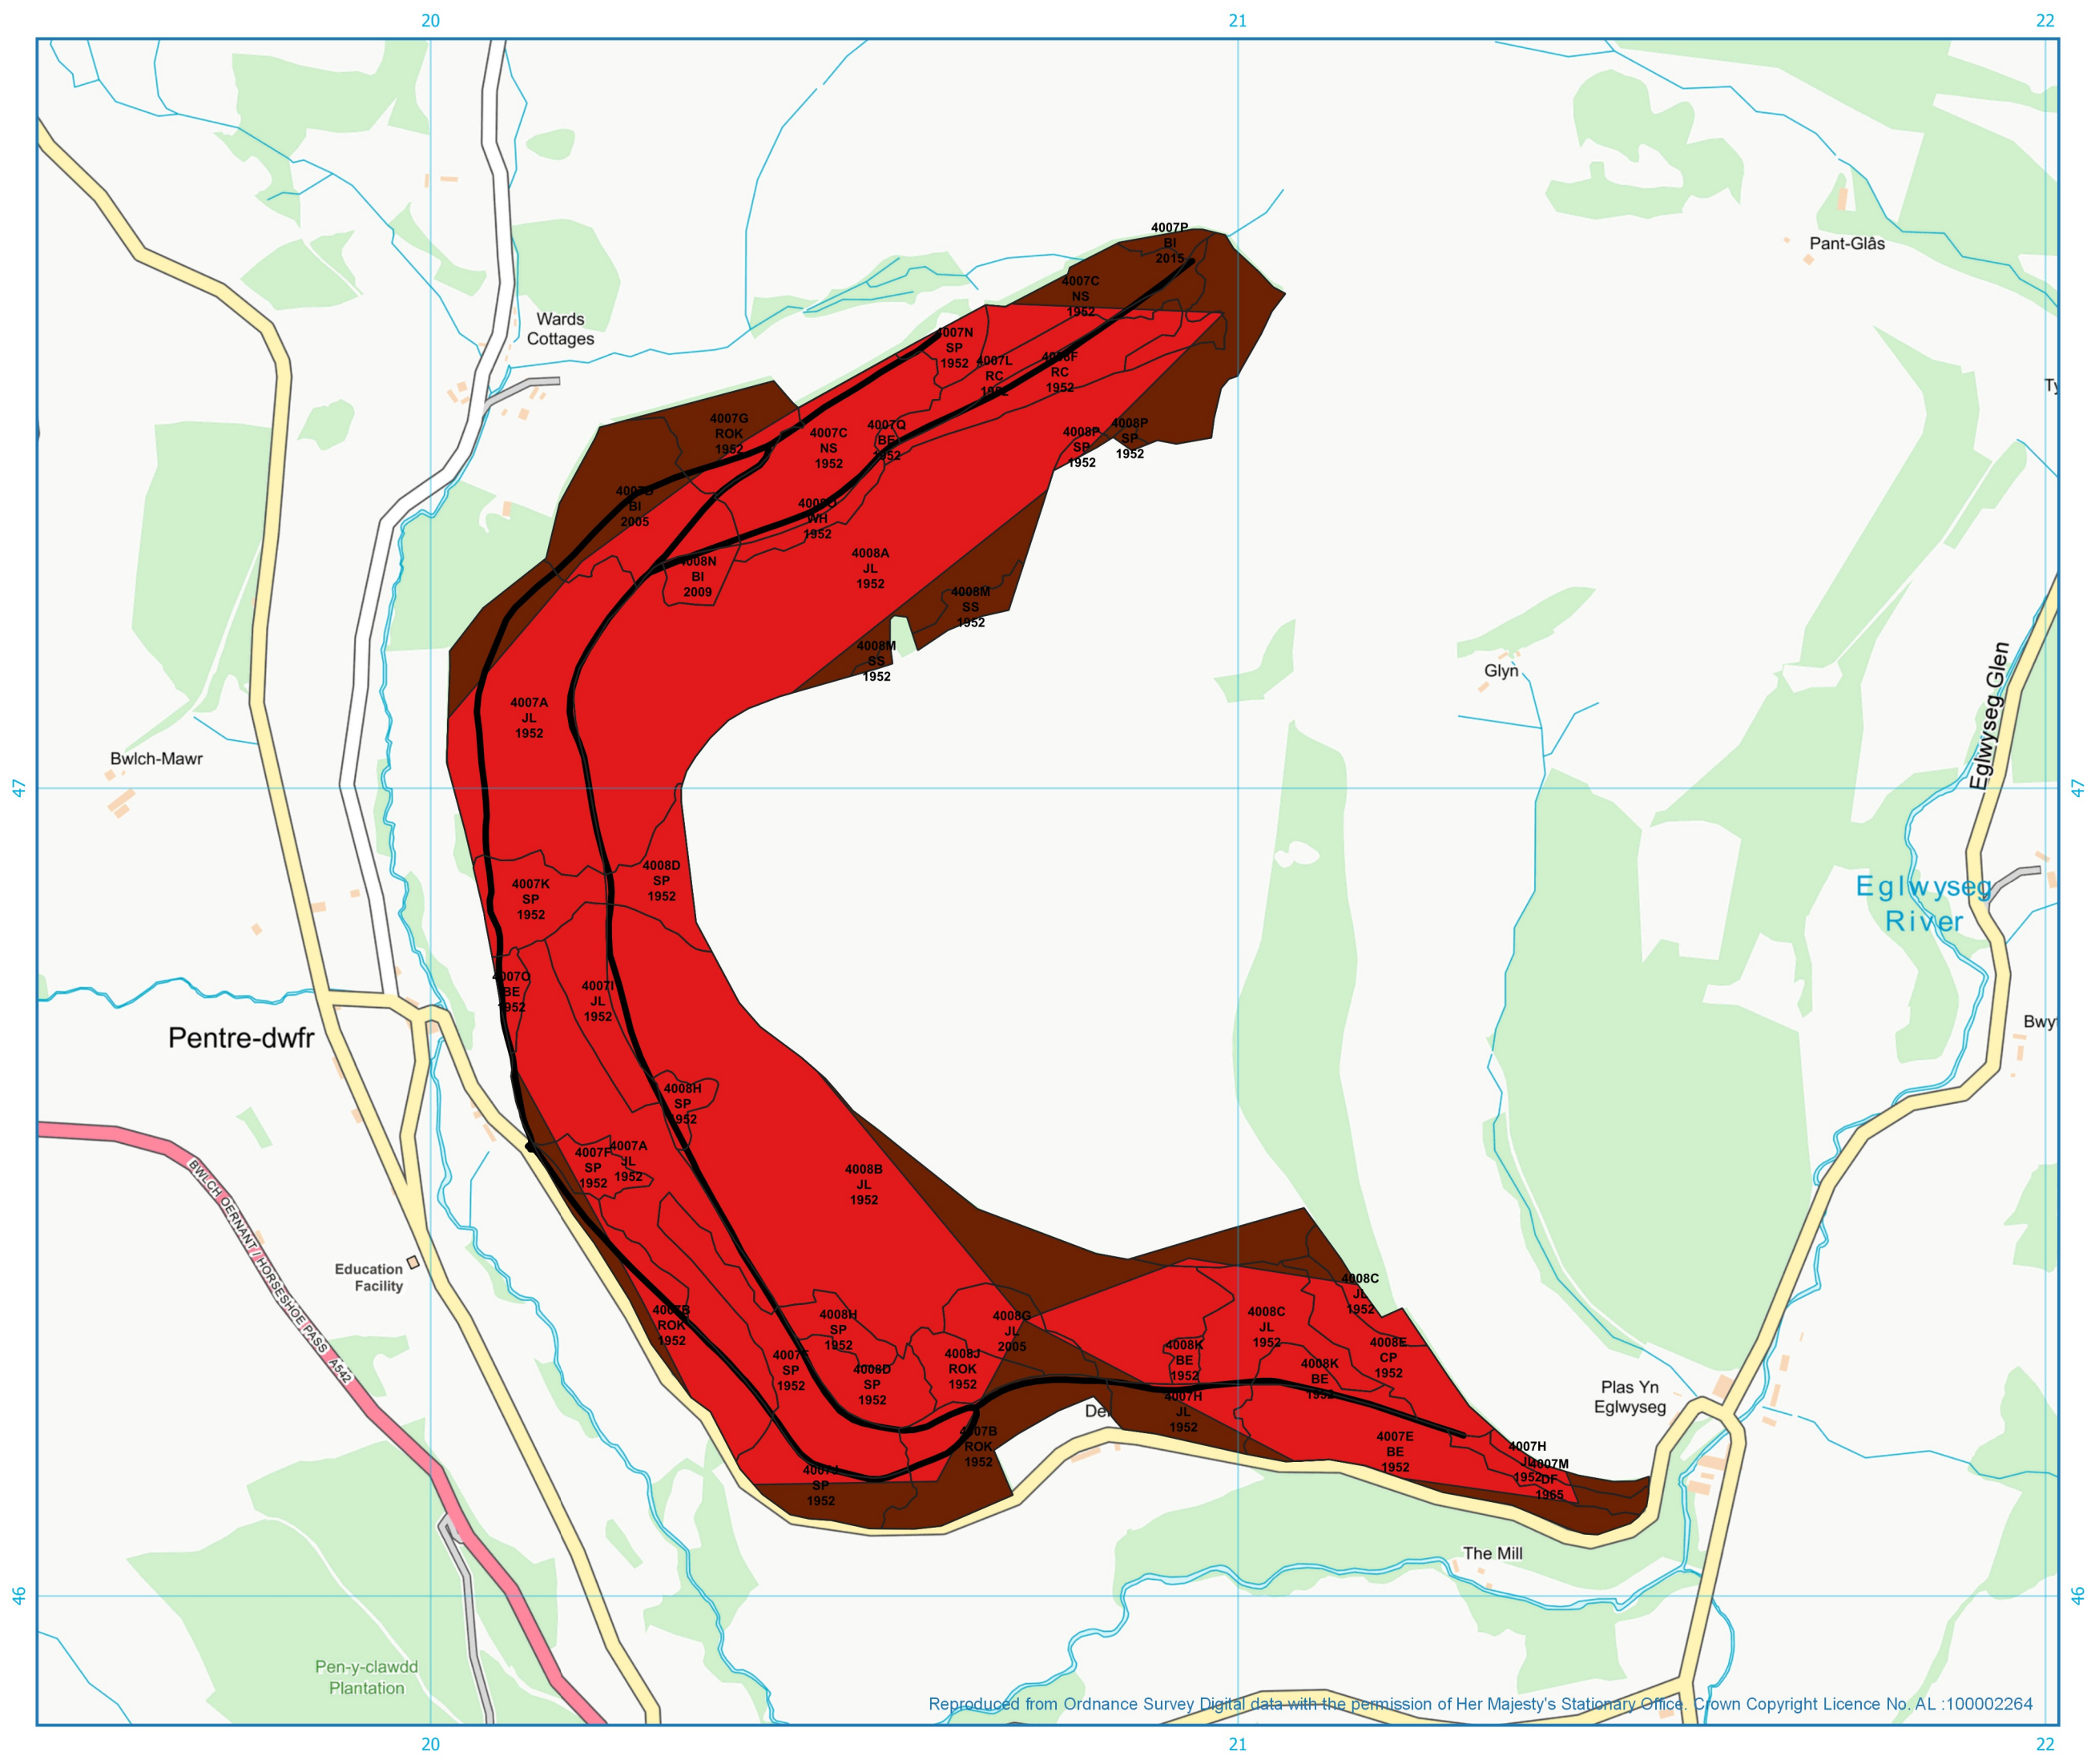 20
21
22
4007P
BI
2015
Pant-Glâs
4007C
NS
1952
Wards
Cottages
4007N
SP
1952
4007L
RC
1952
4008F
RC
1952
4007G
ROK
1952
4007C
NS
1952
4007Q
BE
1952
4008P
SP
1952
4008P
SP
1952
BI
2005
WH
1952
4008A
JL
1952
4008N
BI
2009
4008M
SS
1952
4008M
SS
1952
Glyn
Eglwyseg Glen
4007A
JL
1952
Bwlch-Mawr
47
47
4008D
SP
1952
4007K
SP
1952
Eglwyseg
River
4007O
BE
1952
4007I
JL
1952
Pentre-dwfr
Bwy
4008H
SP
1952
4007F
SP
1952
4007A
JL
1952
4008B
JL
1952
BWLCH OERNANT / HORSESHOE PASS A542
Education
Facility
4008C
JL
1952
4007B
ROK
1952
4008H
SP
1952
4008G
JL
2005
4008C
JL
1952
4008E
CP
1952
4007F
SP
1952
4008D
SP
1952
4008J
ROK
1952
4008K
BE
1952
4008K
BE
1952
Plas Yn
Eglwyseg
4007H
JL
1952
4007B
ROK
1952
4007E
BE
1952
4007H
JL
1952
4007M
DF
1965
4007J
SP
1952
The Mill
46
46
Pen-y-clawdd
Plantation
Reproduced from Ordnance Survey Digital data with the permission of Her Majesty's Stationary Office. Crown Copyright Licence No. AL :100002264
20
21
22